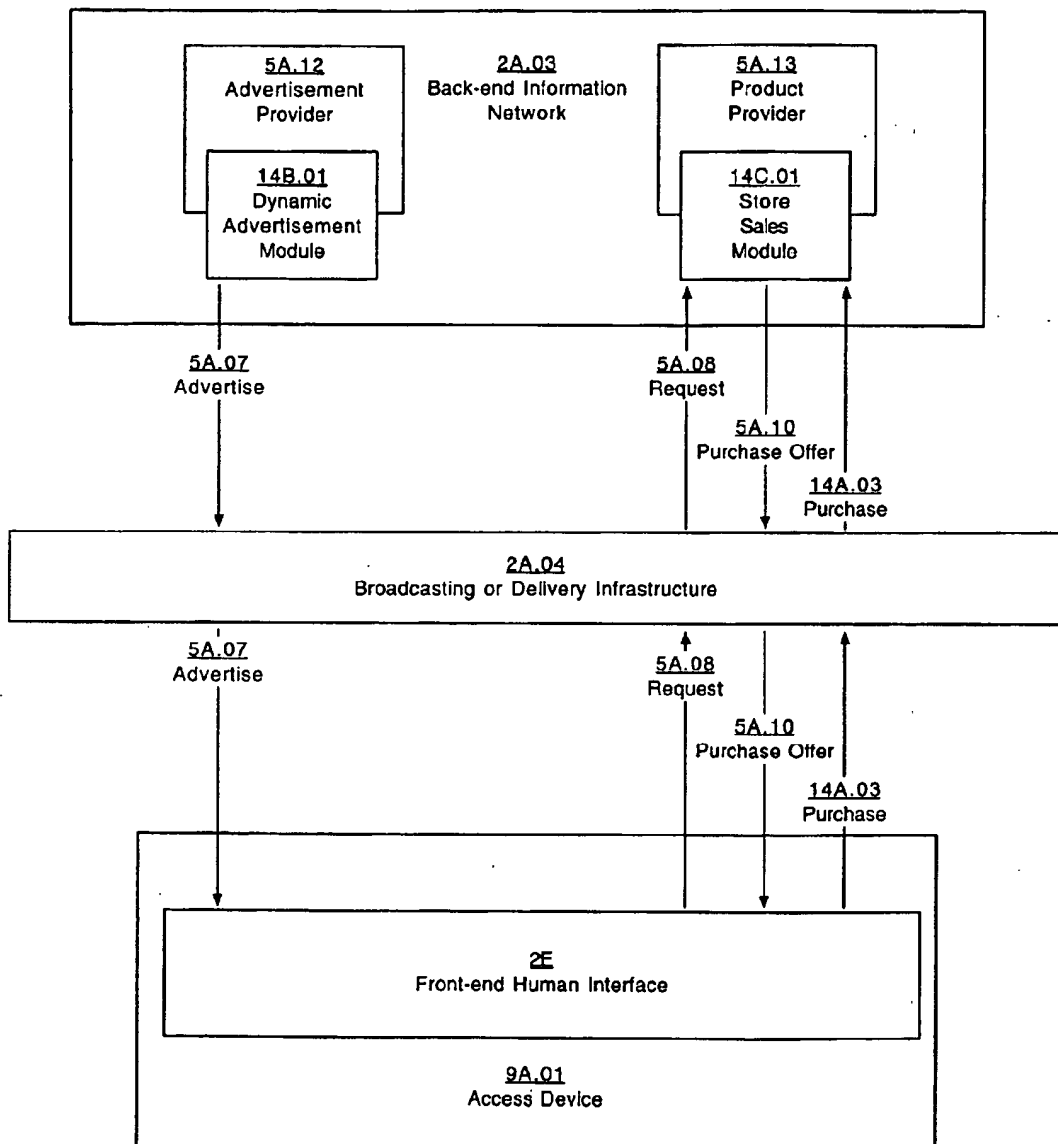 5A.12
Advertisement
Provider
2A.03
Back-end Information
Network
5A.13
Product
Provider
14B.01
Dynamic
Advertisement
Module
14C.01
Store
Sales
Module
5A.07
Advertise
5A.08
Request
5A.10
Purchase Offer
14A.03
Purchase
2A.04
Broadcasting or Delivery Infrastructure
5A.07
Advertise
5A.08
Request
5A.10
Purchase Offer
14A.03
Purchase
2E
Front-end Human Interface
9A.01
Access Device